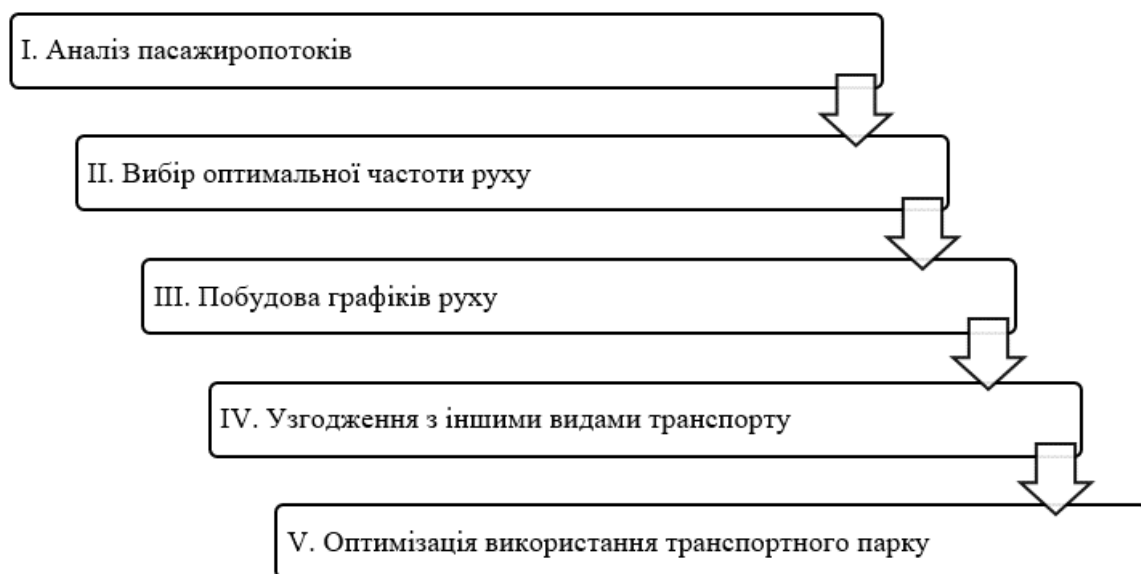 I. Аналіз пасажиропотоків
II. Вибір оптимальної частоти руху
III. Побудова графіків руху
IV. Узгодження з іншими видами транспорту
V. Оптимізація використання транспортного парку